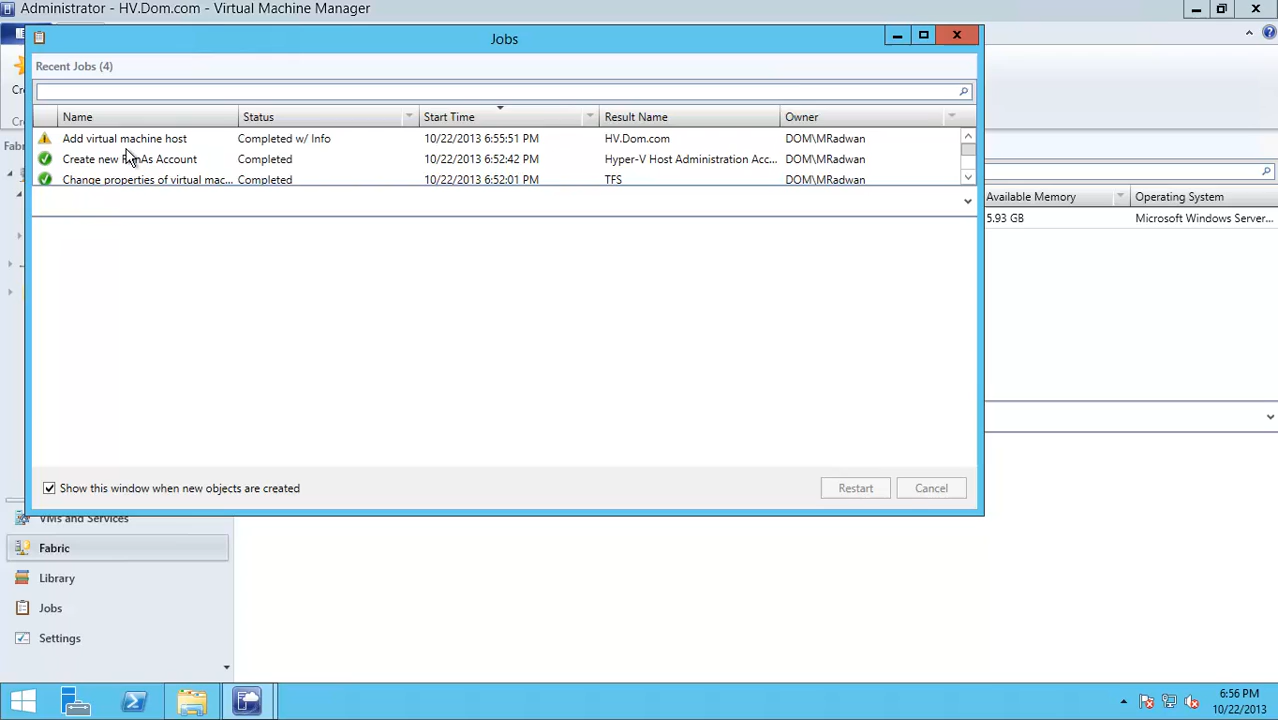 Administrator - HV.Dom.com - Virtual Machine Manager
Jobs
Recent Jobs (4)
Name Status Start Time Result Name Owner
Add virtual machine host Completed w/ Info 10/22/2013 6:55:51 PM HV.Dom.com DOM\MRadwan
Create new RunAs Account Completed 10/22/2013 6:52:42 PM Hyper-V Host Administration Acc... DOM\MRadwan
Change properties of virtual mac... Completed 10/22/2013 6:52:01 PM TFS DOM\MRadwan
Available Memory Operating System
5.93 GB Microsoft Windows Server...
Show this window when new objects are created
Restart Cancel
VMs and Services
Fabric
Library
Jobs
Settings
6:56 PM
10/22/2013